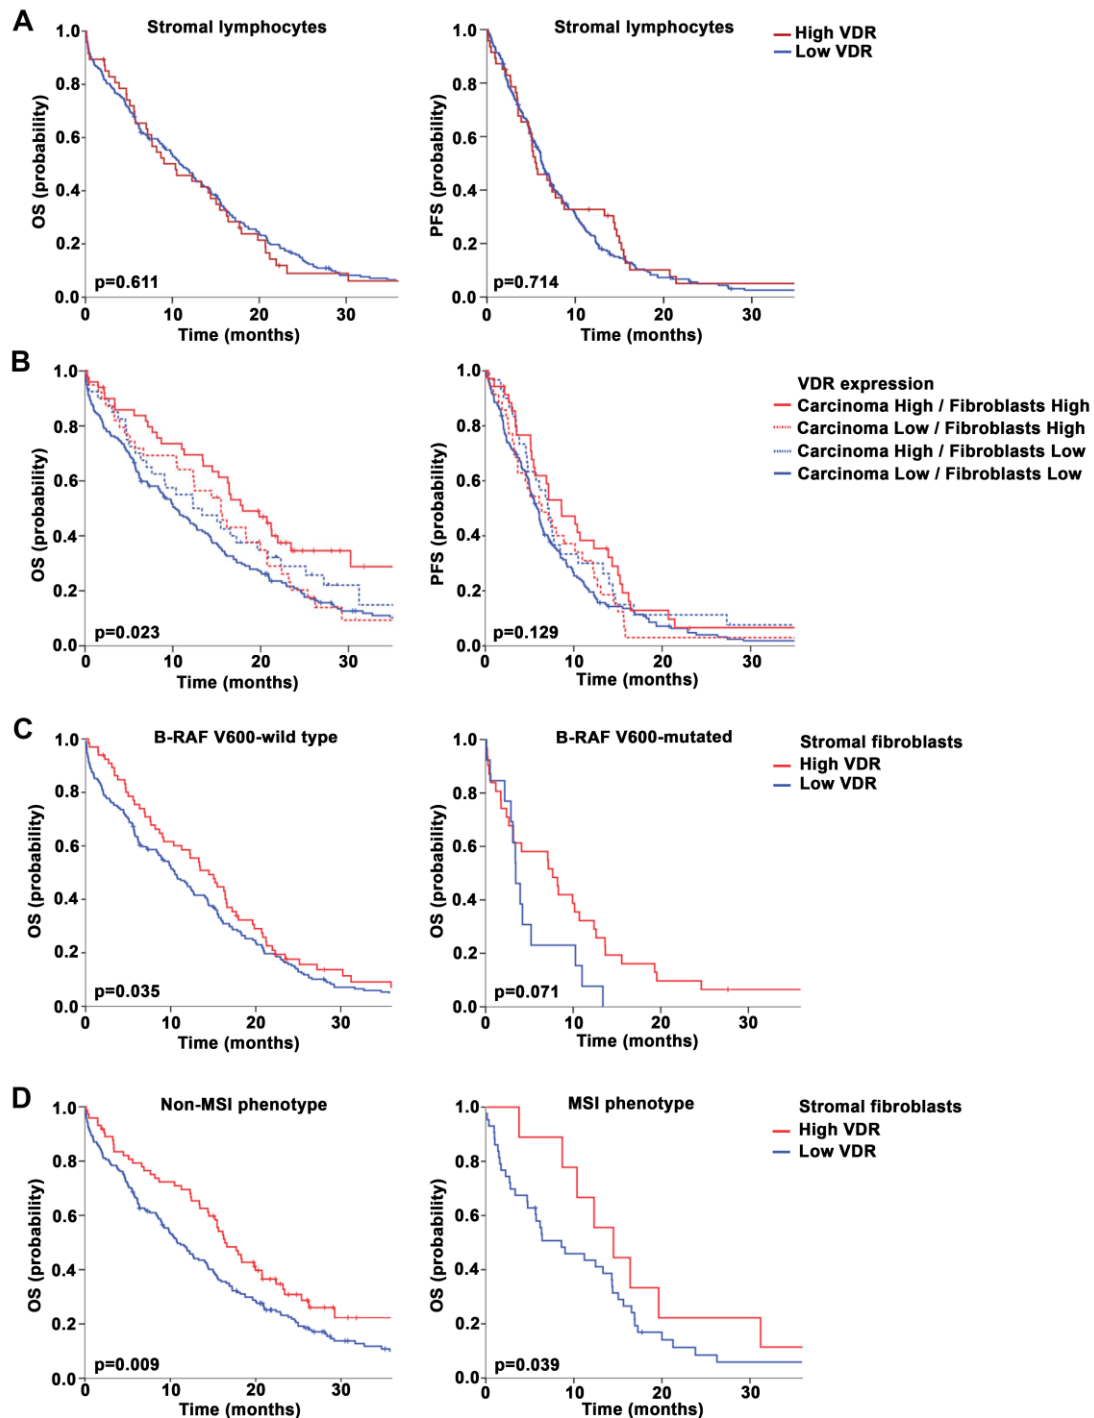 A
Stromal lymphocytes
OS (probability)
1.0
0.8
0.6
0.4
0.2
0.0
p=0.611
0 10 20 30
Time (months)
Stromal lymphocytes
PFS (probability)
1.0
0.8
0.6
0.4
0.2
0.0
p=0.714
0 10 20 30
Time (months)
High VDR
Low VDR
B
OS (probability)
1.0
0.8
0.6
0.4
0.2
0.0
p=0.023
0 10 20 30
Time (months)
PFS (probability)
1.0
0.8
0.6
0.4
0.2
0.0
p=0.129
0 10 20 30
Time (months)
VDR expression
Carcinoma High / Fibroblasts High
Carcinoma Low / Fibroblasts High
Carcinoma High / Fibroblasts Low
Carcinoma Low / Fibroblasts Low
C
B-RAF V600-wild type
OS (probability)
1.0
0.8
0.6
0.4
0.2
0.0
p=0.035
0 10 20 30
Time (months)
B-RAF V600-mutated
OS (probability)
1.0
0.8
0.6
0.4
0.2
0.0
p=0.071
0 10 20 30
Time (months)
Stromal fibroblasts
High VDR
Low VDR
D
Non-MSI phenotype
OS (probability)
1.0
0.8
0.6
0.4
0.2
0.0
p=0.009
0 10 20 30
Time (months)
MSI phenotype
OS (probability)
1.0
0.8
0.6
0.4
0.2
0.0
p=0.039
0 10 20 30
Time (months)
Stromal fibroblasts
High VDR
Low VDR